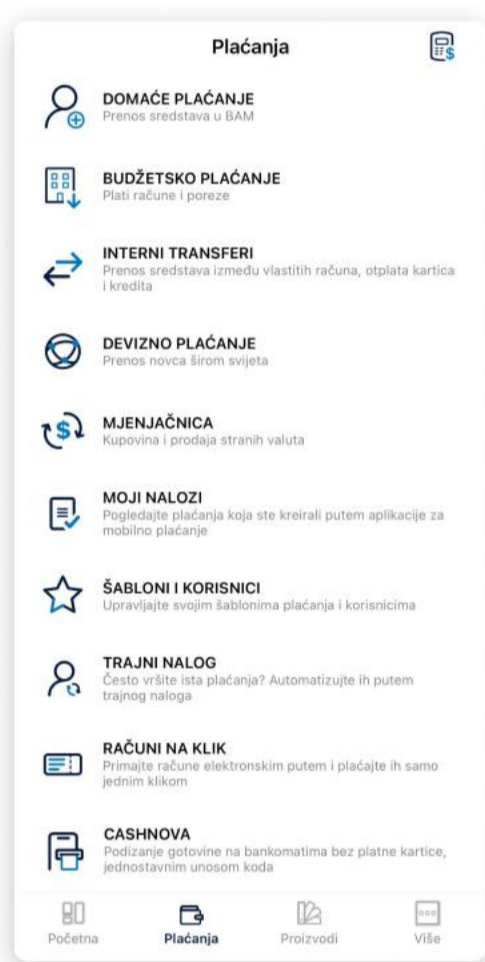 Plaćanja
DOMAĆE PLAĆANJE
Prenos sredstava u BAM
BUDŽETSKO PLAĆANJE
Plati račune i poreze
INTERNI TRANSFERI
Prenos sredstava između vlastitih računa, otplata kartica
i kredita
DEVIZNO PLAĆANJE
Prenos novca širom svijeta
MJENJAČNICA
Kupovina i prodaja stranih valuta
MOJI NALOZI
Pogledajte plaćanja koja ste kreirali putem aplikacije za
mobilno plaćanje
ŠABLONI I KORISNICI
Upravljajte svojim šablonima plaćanja i korisnicima
TRAJNI NALOG
Često vršite ista plaćanja? Automatizujte ih putem
trajnog naloga
RAČUNI NA KLIK
Primajte račune elektronskim putem i plaćajte ih samo
jednim klikom
CASHNOVA
Podizanje gotovine na bankomatima bez platne kartice,
jednostavnim unosom koda
Početna
Plaćanja
Proizvodi
Više